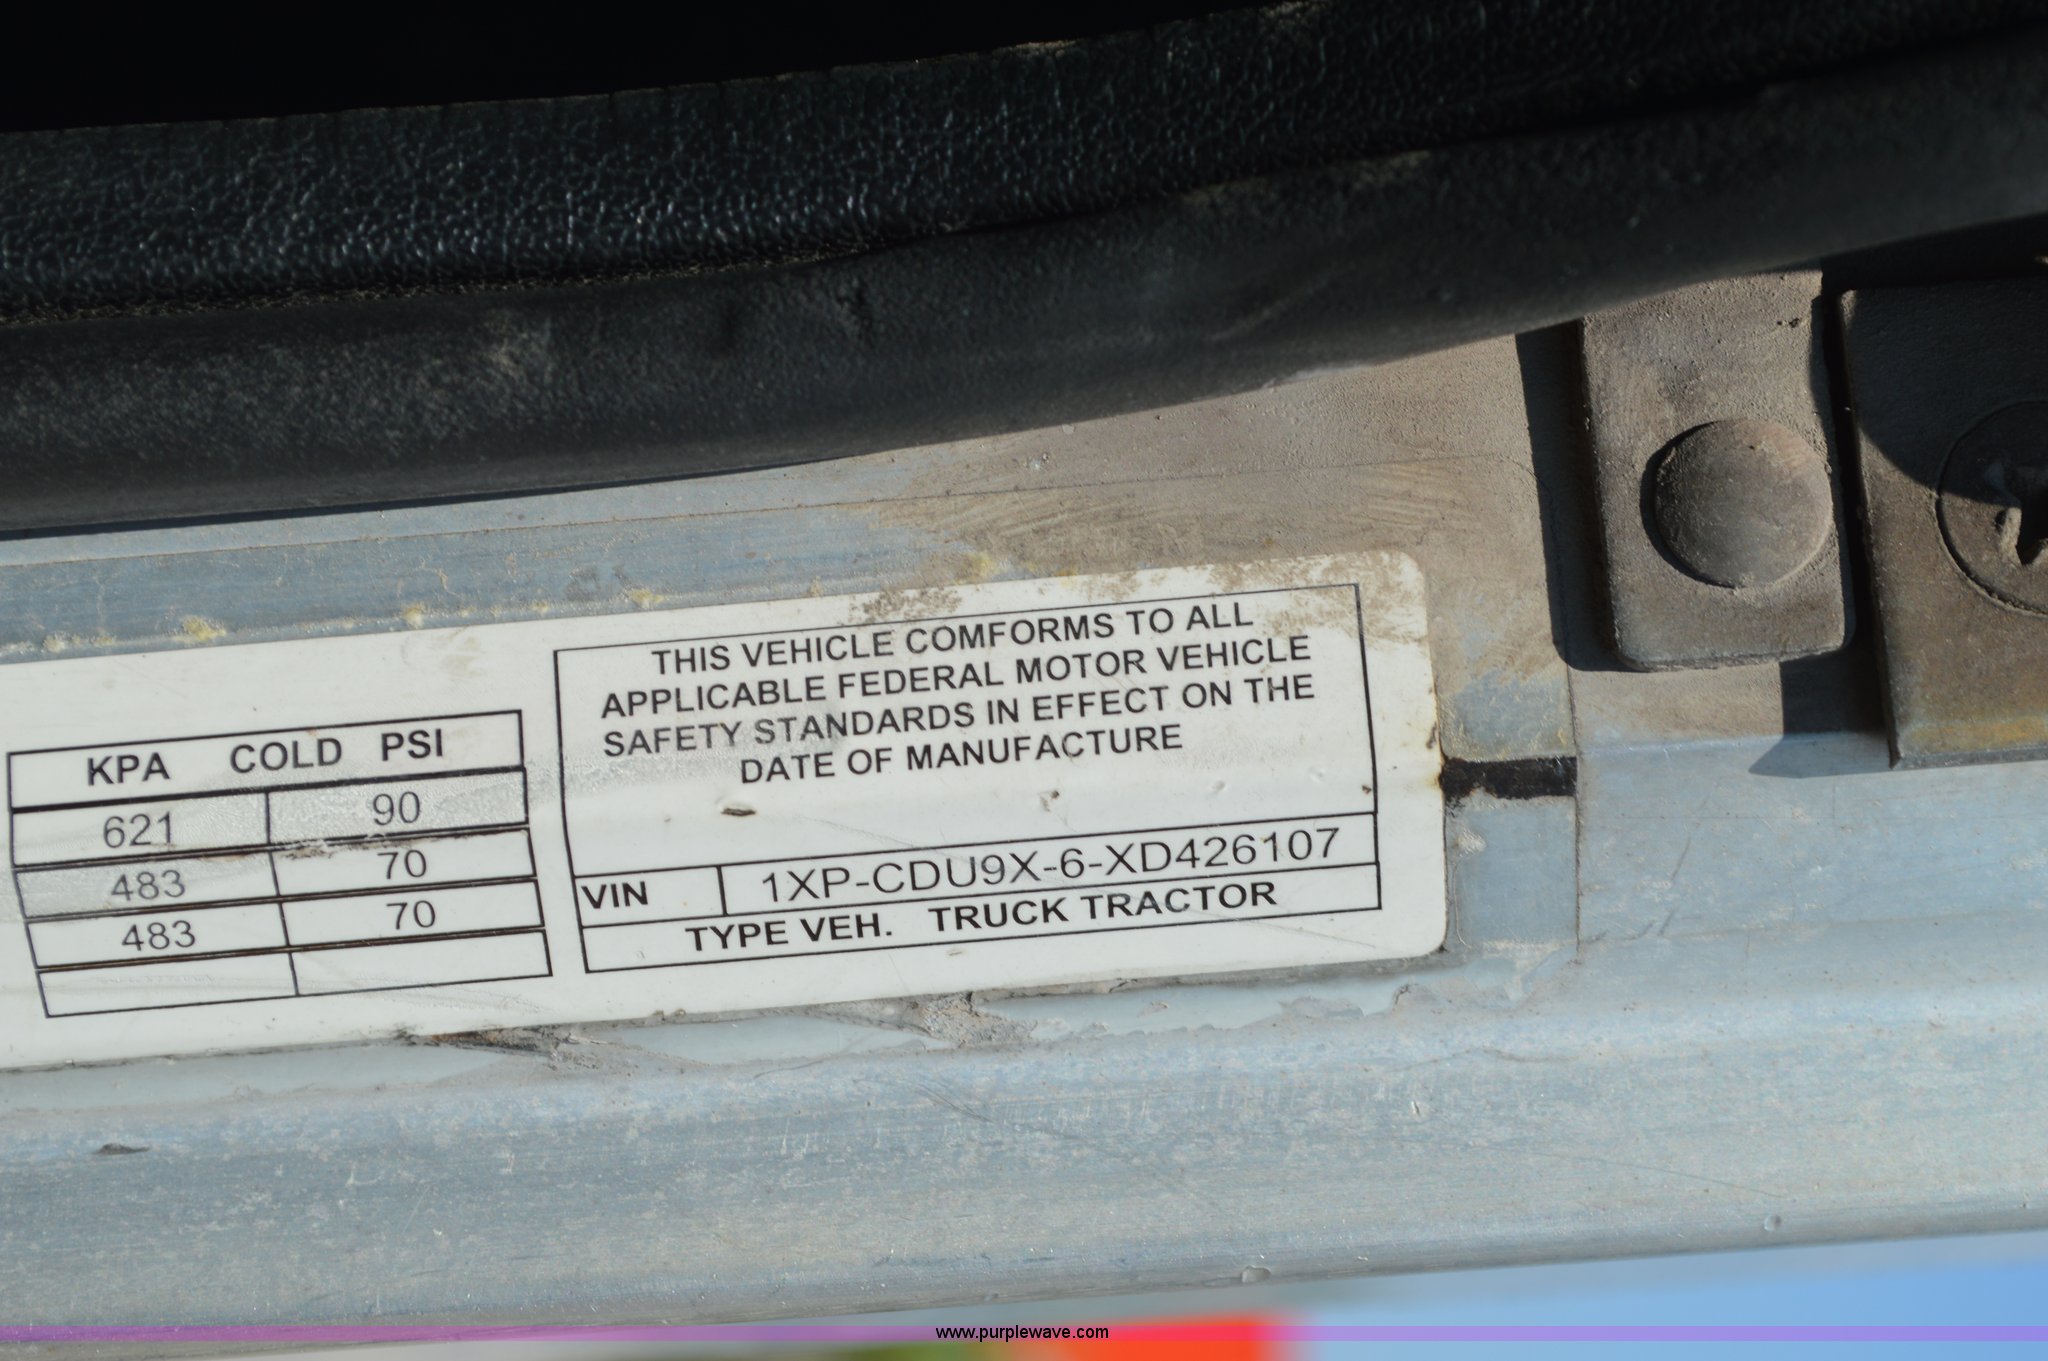 KPA COLD PSI
621 90
483 70
483 70
THIS VEHICLE COMFORMS TO ALL
APPLICABLE FEDERAL MOTOR VEHICLE
SAFETY STANDARDS IN EFFECT ON THE
DATE OF MANUFACTURE
VIN 1XP-CDU9X-6-XD426107
TYPE VEH. TRUCK TRACTOR
www.purplewave.com